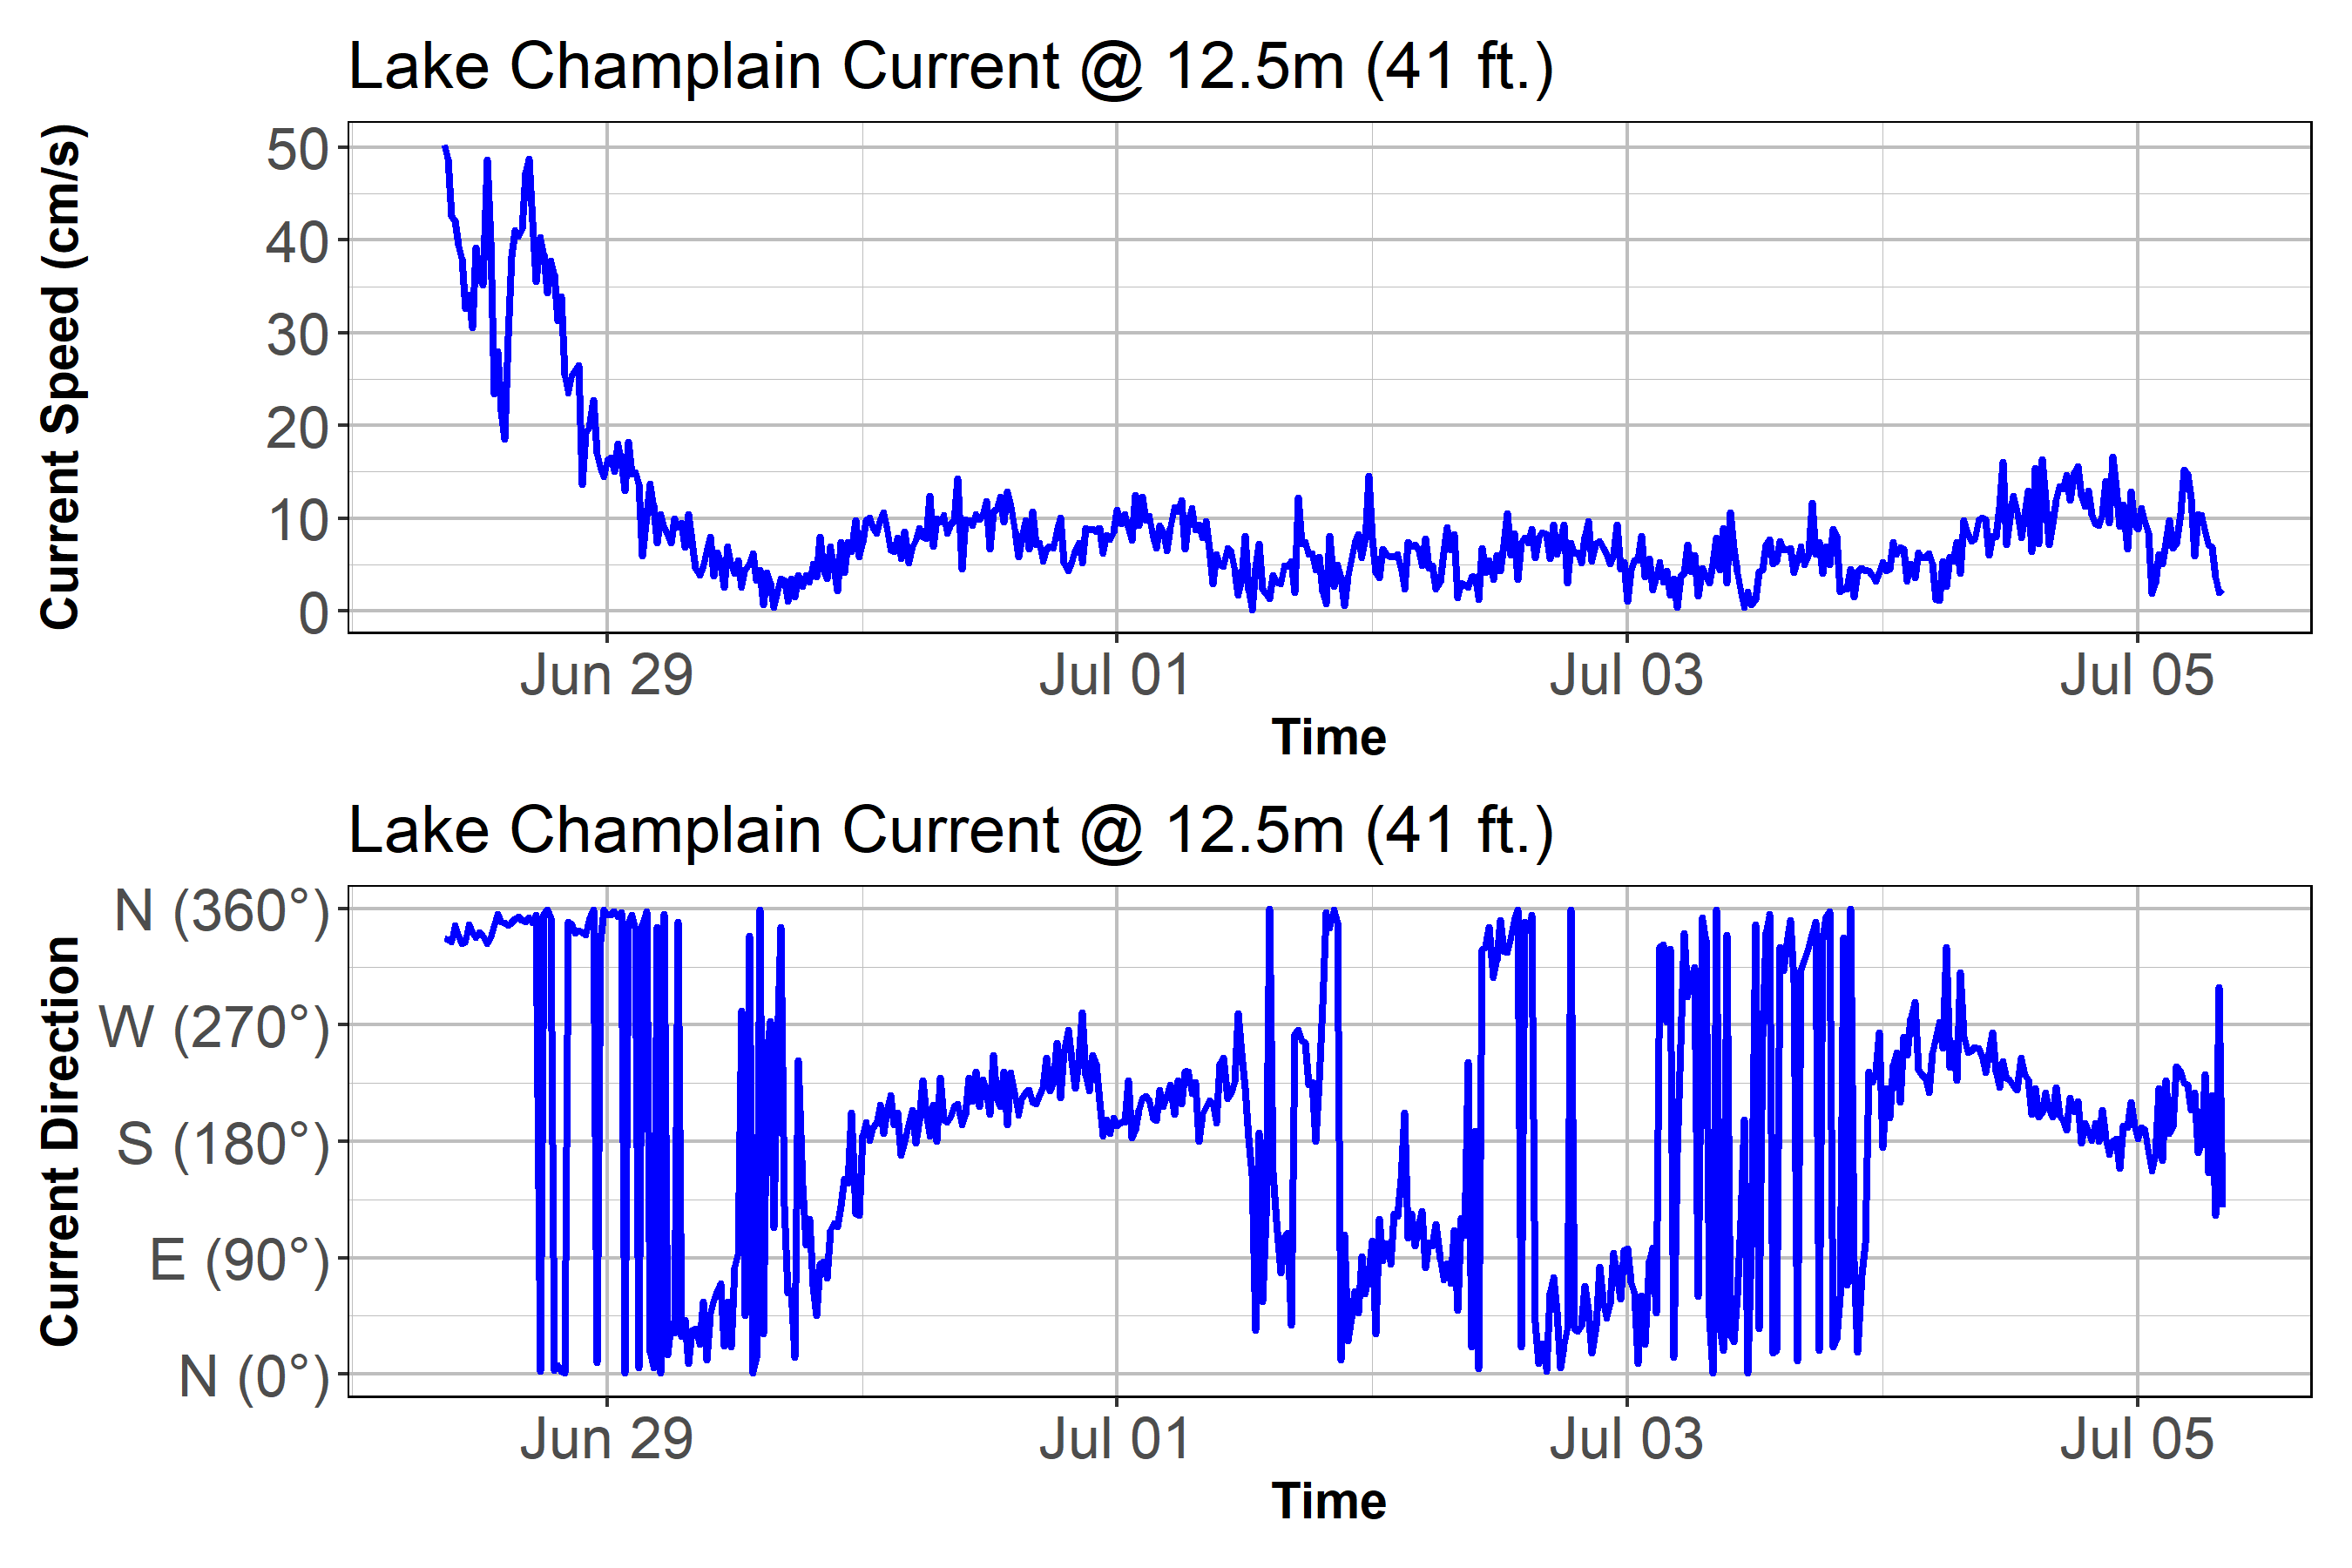 Lake Champlain Current @ 12.5m (41 ft.)
Current Speed (cm/s)
50
40
30
20
10
0
Jun 29 Jul 01 Jul 03 Jul 05
Time
Lake Champlain Current @ 12.5m (41 ft.)
Current Direction
N (360°)
W (270°)
S (180°)
E (90°)
N (0°)
Jun 29 Jul 01 Jul 03 Jul 05
Time